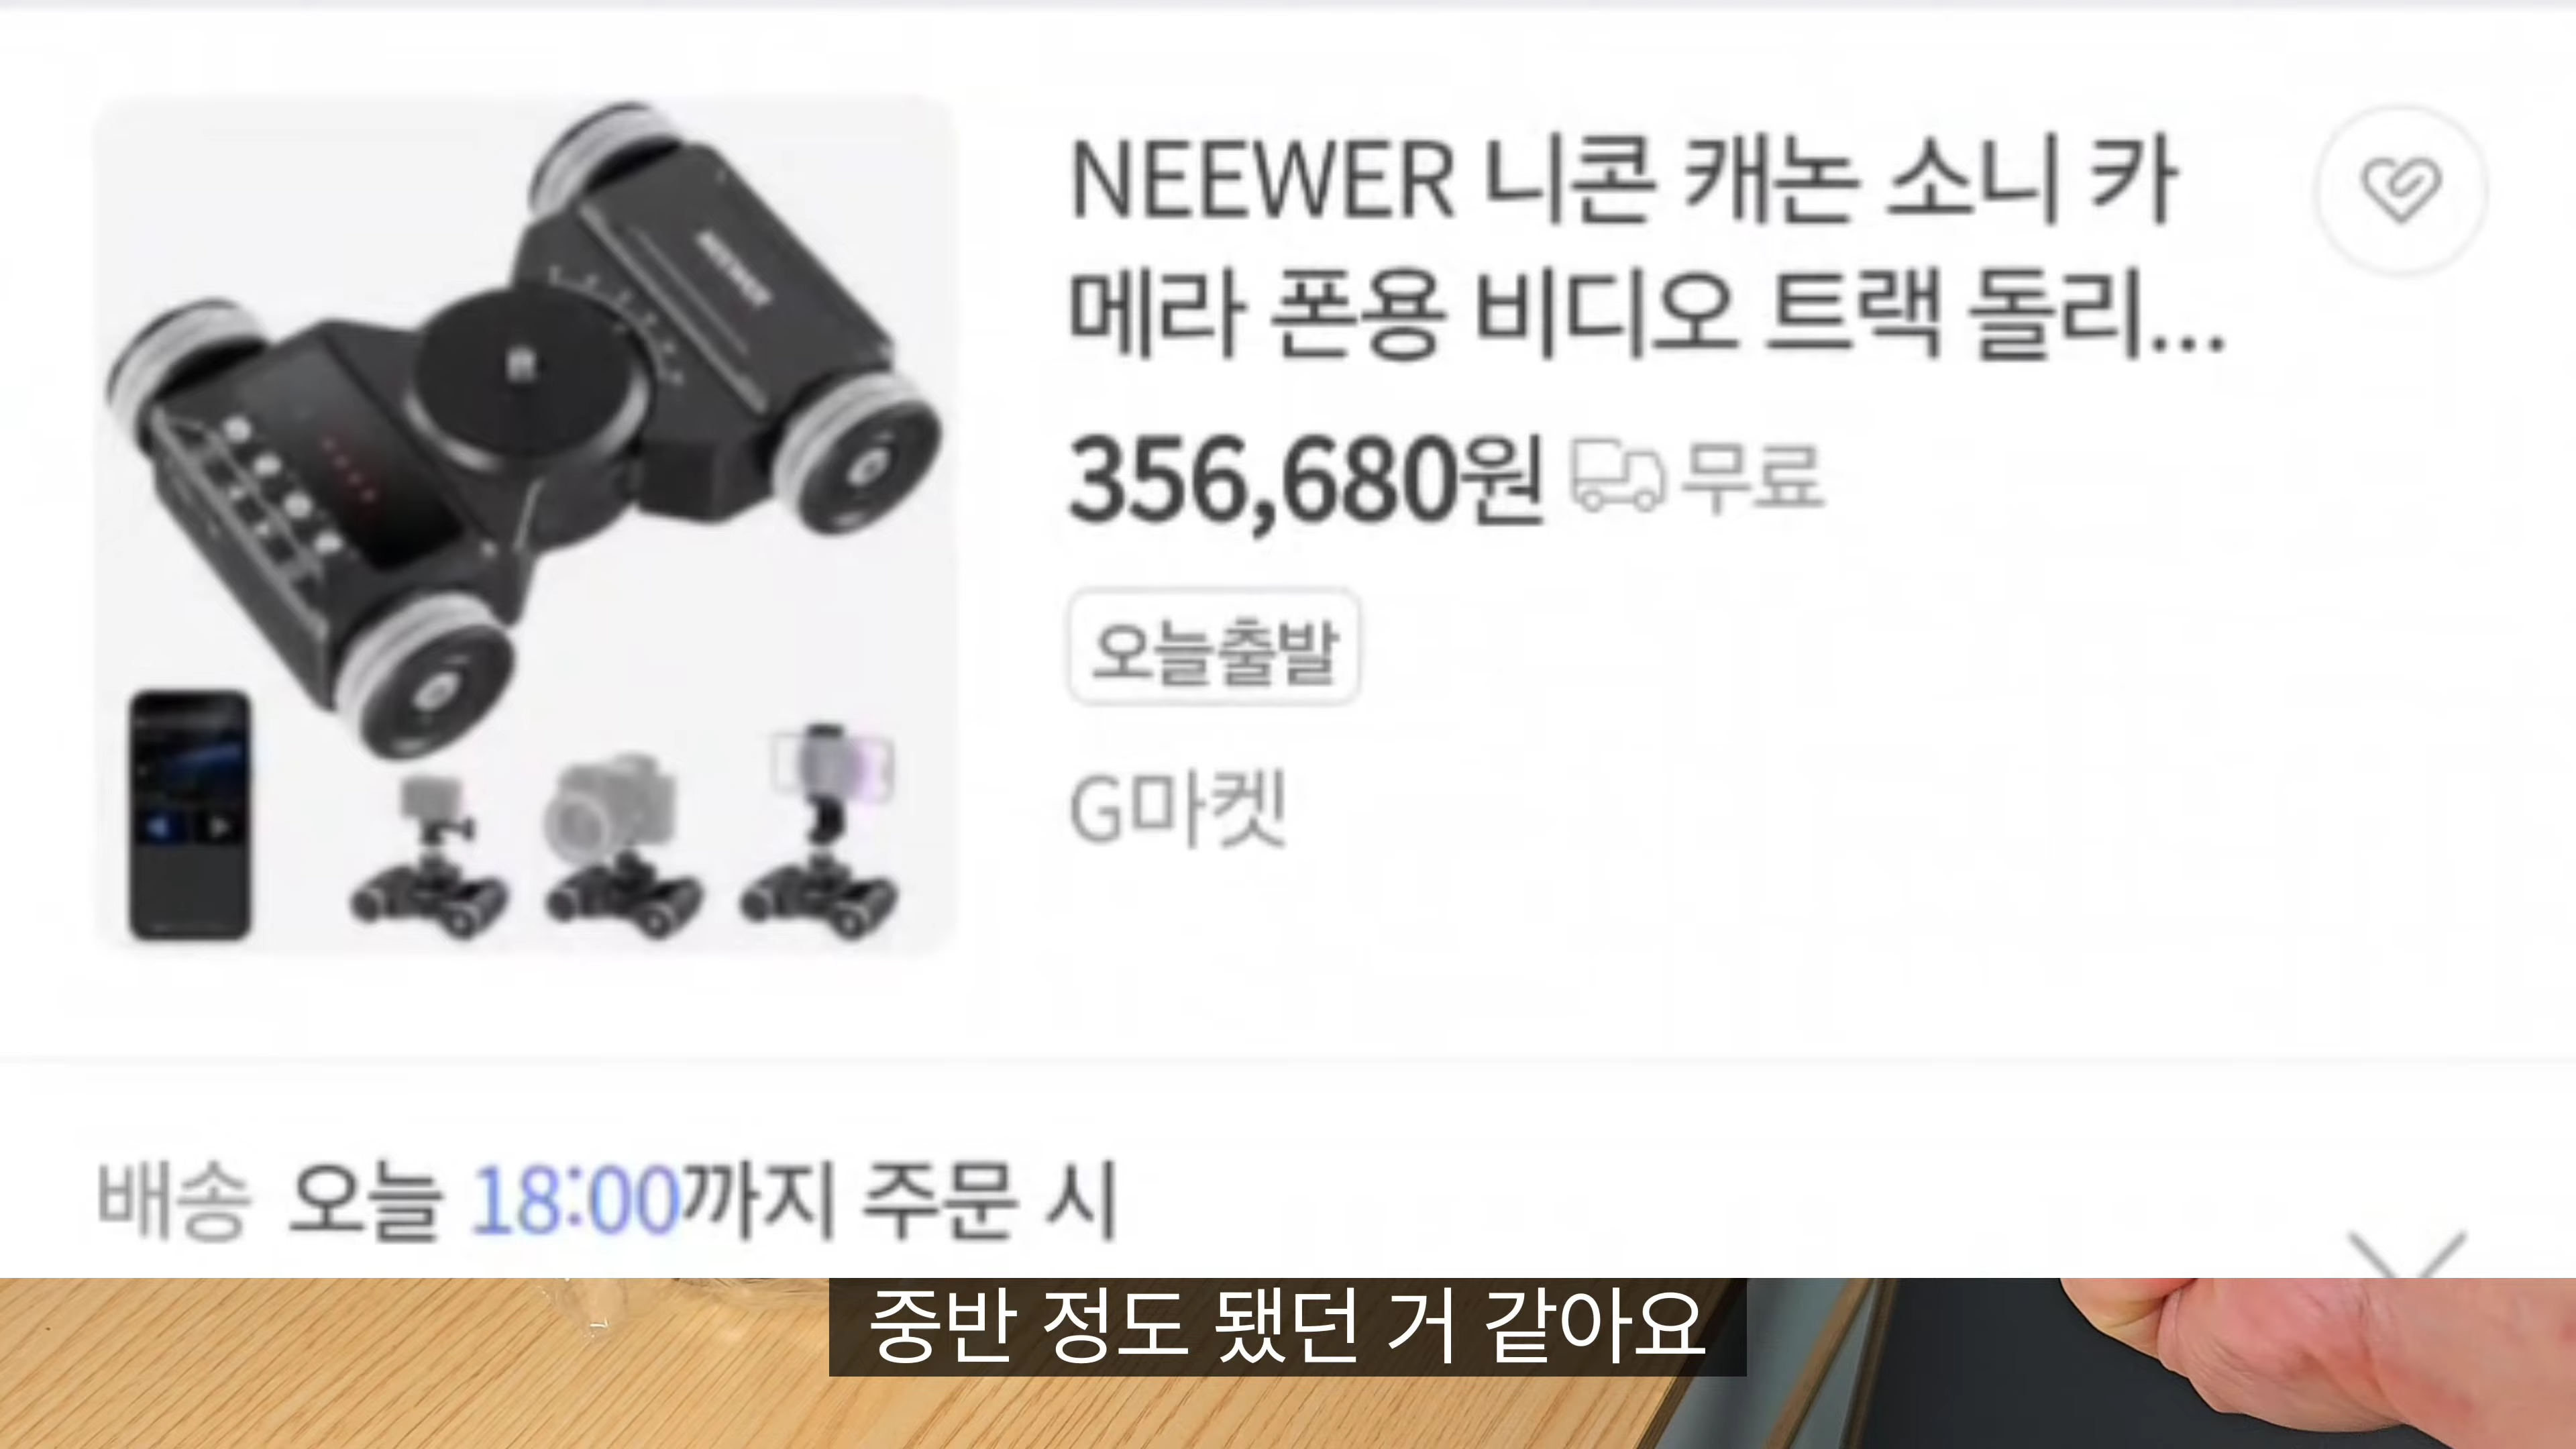 NEEWER
NEEWER 니콘 캐논 소니 카
메라 폰용 비디오 트랙 돌리...
356,680원 무료
오늘출발
G마켓
배송 오늘 18:00까지 주문 시
중반 정도 됐던 거 같아요